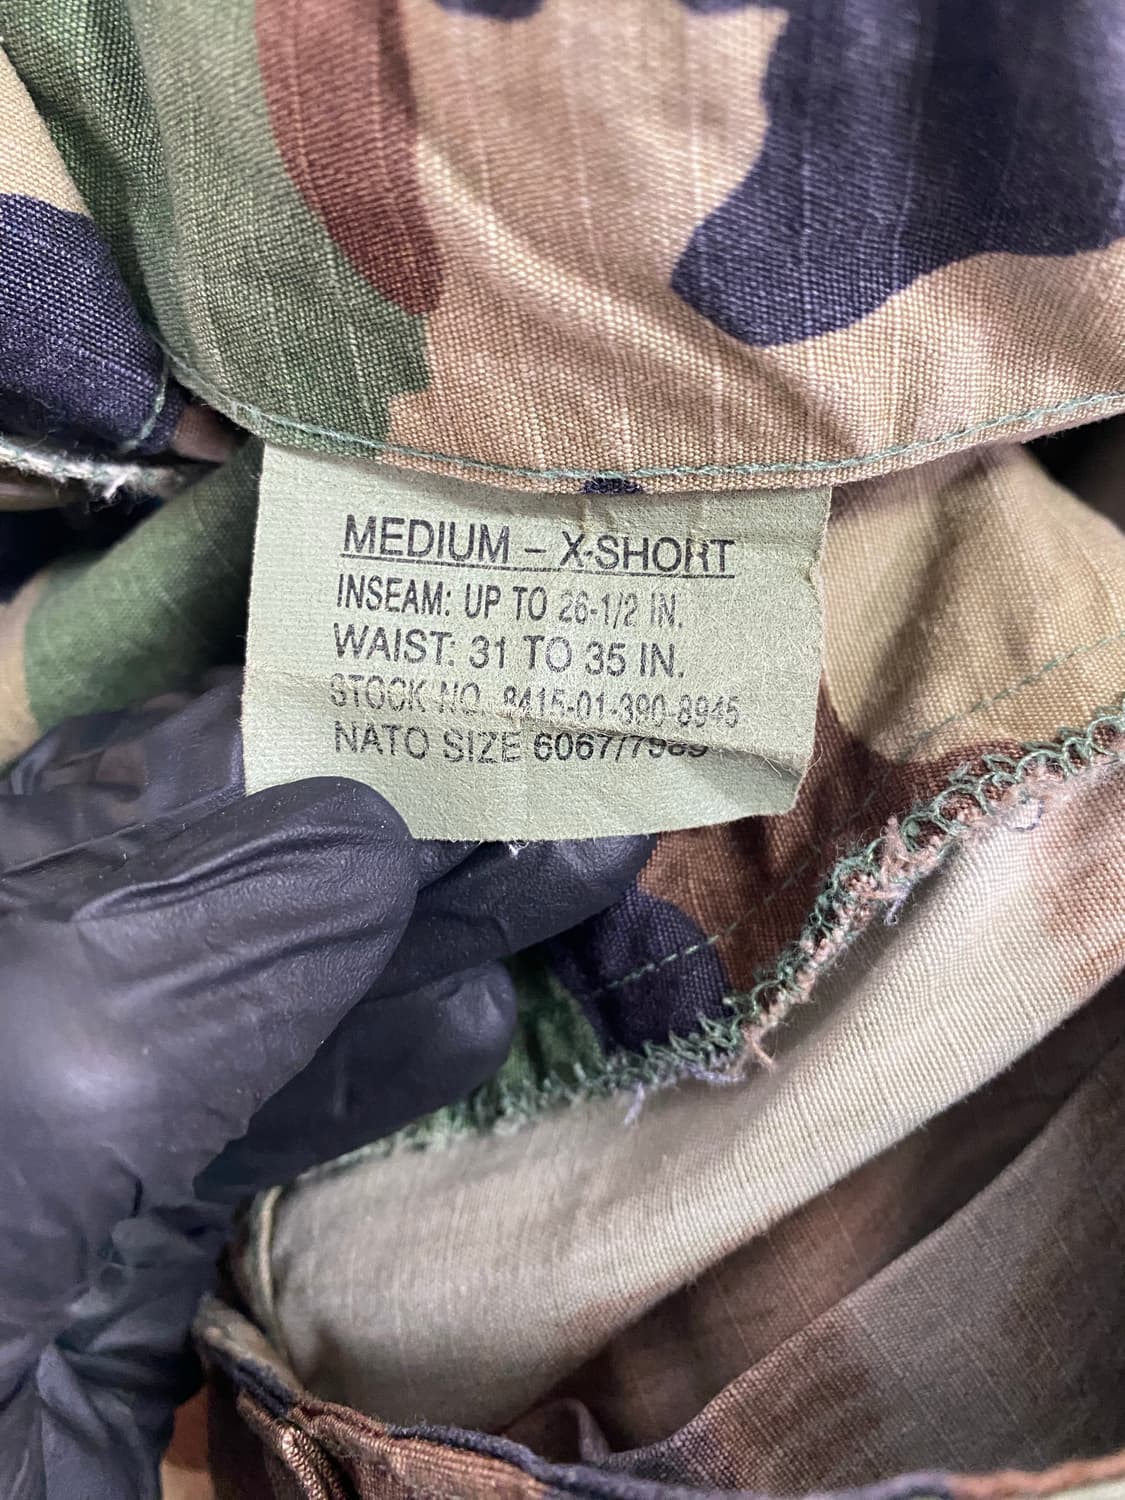 MEDIUM – X-SHORT
INSEAM: UP TO 26-1/2 IN.
WAIST: 31 TO 35 IN.
STOCK NO. 8415-01-390-8945
NATO SIZE 6067/7989